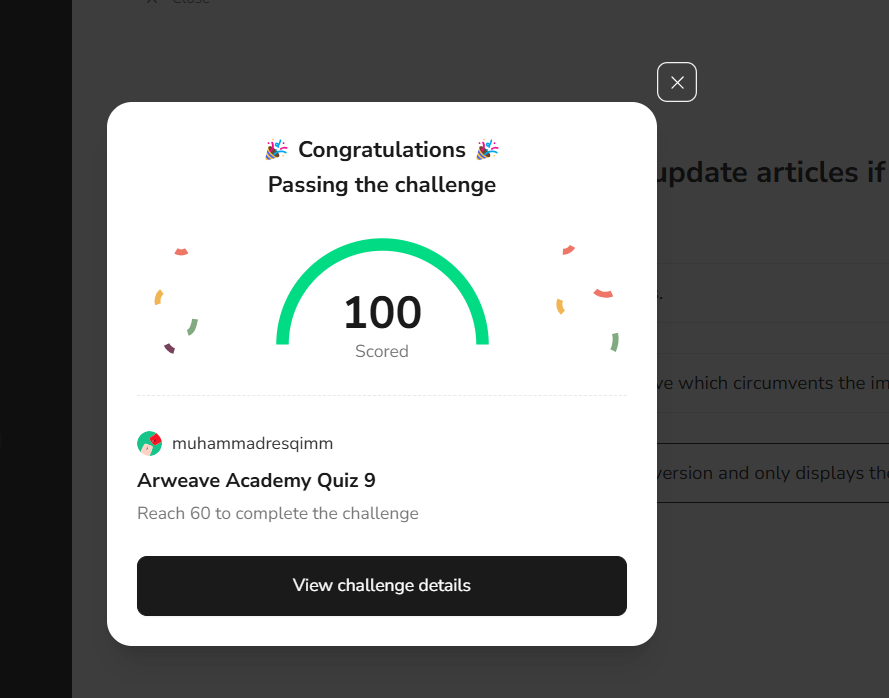 Close
🎉 Congratulations 🎉
Passing the challenge
update articles if
100
Scored
s.
ve which circumvents the im
muhammadresqimm
version and only displays the
Arweave Academy Quiz 9
Reach 60 to complete the challenge
View challenge details